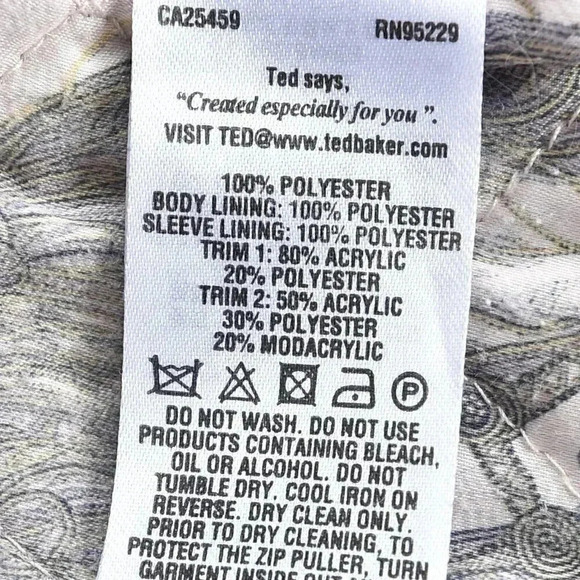 CA25459 RN95229
Ted says,
“Created especially for you ”.
VISIT TED@www.tedbaker.com
100% POLYESTER
BODY LINING: 100% POLYESTER
SLEEVE LINING: 100% POLYESTER
TRIM 1: 80% ACRYLIC
20% POLYESTER
TRIM 2: 50% ACRYLIC
30% POLYESTER
20% MODACRYLIC
P
DO NOT WASH. DO NOT USE
PRODUCTS CONTAINING BLEACH,
OIL OR ALCOHOL. DO NOT
TUMBLE DRY. COOL IRON ON
REVERSE. DRY CLEAN ONLY.
PRIOR TO DRY CLEANING, TO
PROTECT THE ZIP PULLER, TURN
GARMENT INSIDE OUT